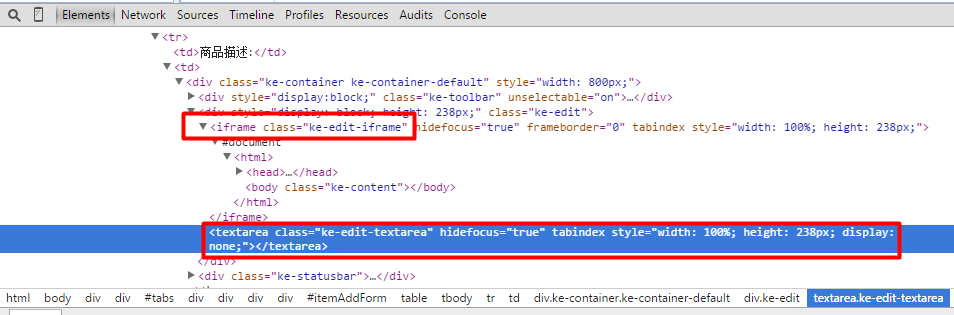 Elements Network Sources Timeline Profiles Resources Audits Console
▼<tr>
<td>商品描述:</td>
▼<td>
▼<div class="ke-container ke-container-default" style="width: 800px;">
▶<div style="display:block;" class="ke-toolbar" unselectable="on">…</div>
▼<div style="display: block; height: 238px;" class="ke-edit">
▼<iframe class="ke-edit-iframe" hidefocus="true" frameborder="0" tabindex style="width: 100%; height: 238px;">
▼#document
▼<html>
▶<head>…</head>
<body class="ke-content"></body>
</html>
</iframe>
<textarea class="ke-edit-textarea" hidefocus="true" tabindex style="width: 100%; height: 238px; display:
none;"></textarea>
</div>
▶<div class="ke-statusbar">…</div>
html body div div #tabs div div div div #itemAddForm table tbody tr td div.ke-container.ke-container-default div.ke-edit textarea.ke-edit-textarea